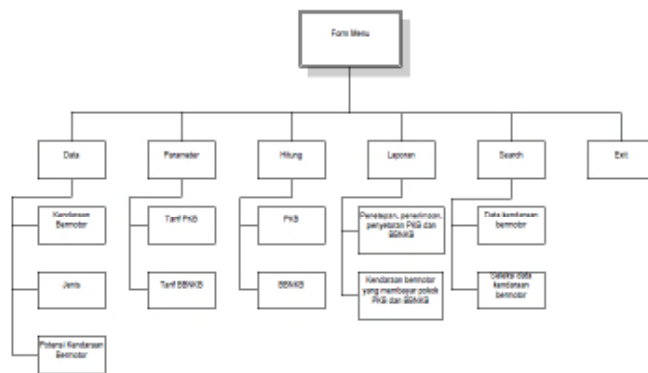 Form Menu
Data
Parameter
Hitung
Laporan
Search
Exit
Kendaraan
Bermotor
Tarif PKB
PKB
Penetapan, penerimaan,
penyetoran PKB dan
BBNKB
Data kendaraan
bermotor
Jenis
Tarif BBNKB
BBNKB
Kendaraan bermotor
yang membayar pokok
PKB dan BBNKB
Seleksi data
kendaraan
bermotor
Potensi Kendaraan
Bermotor